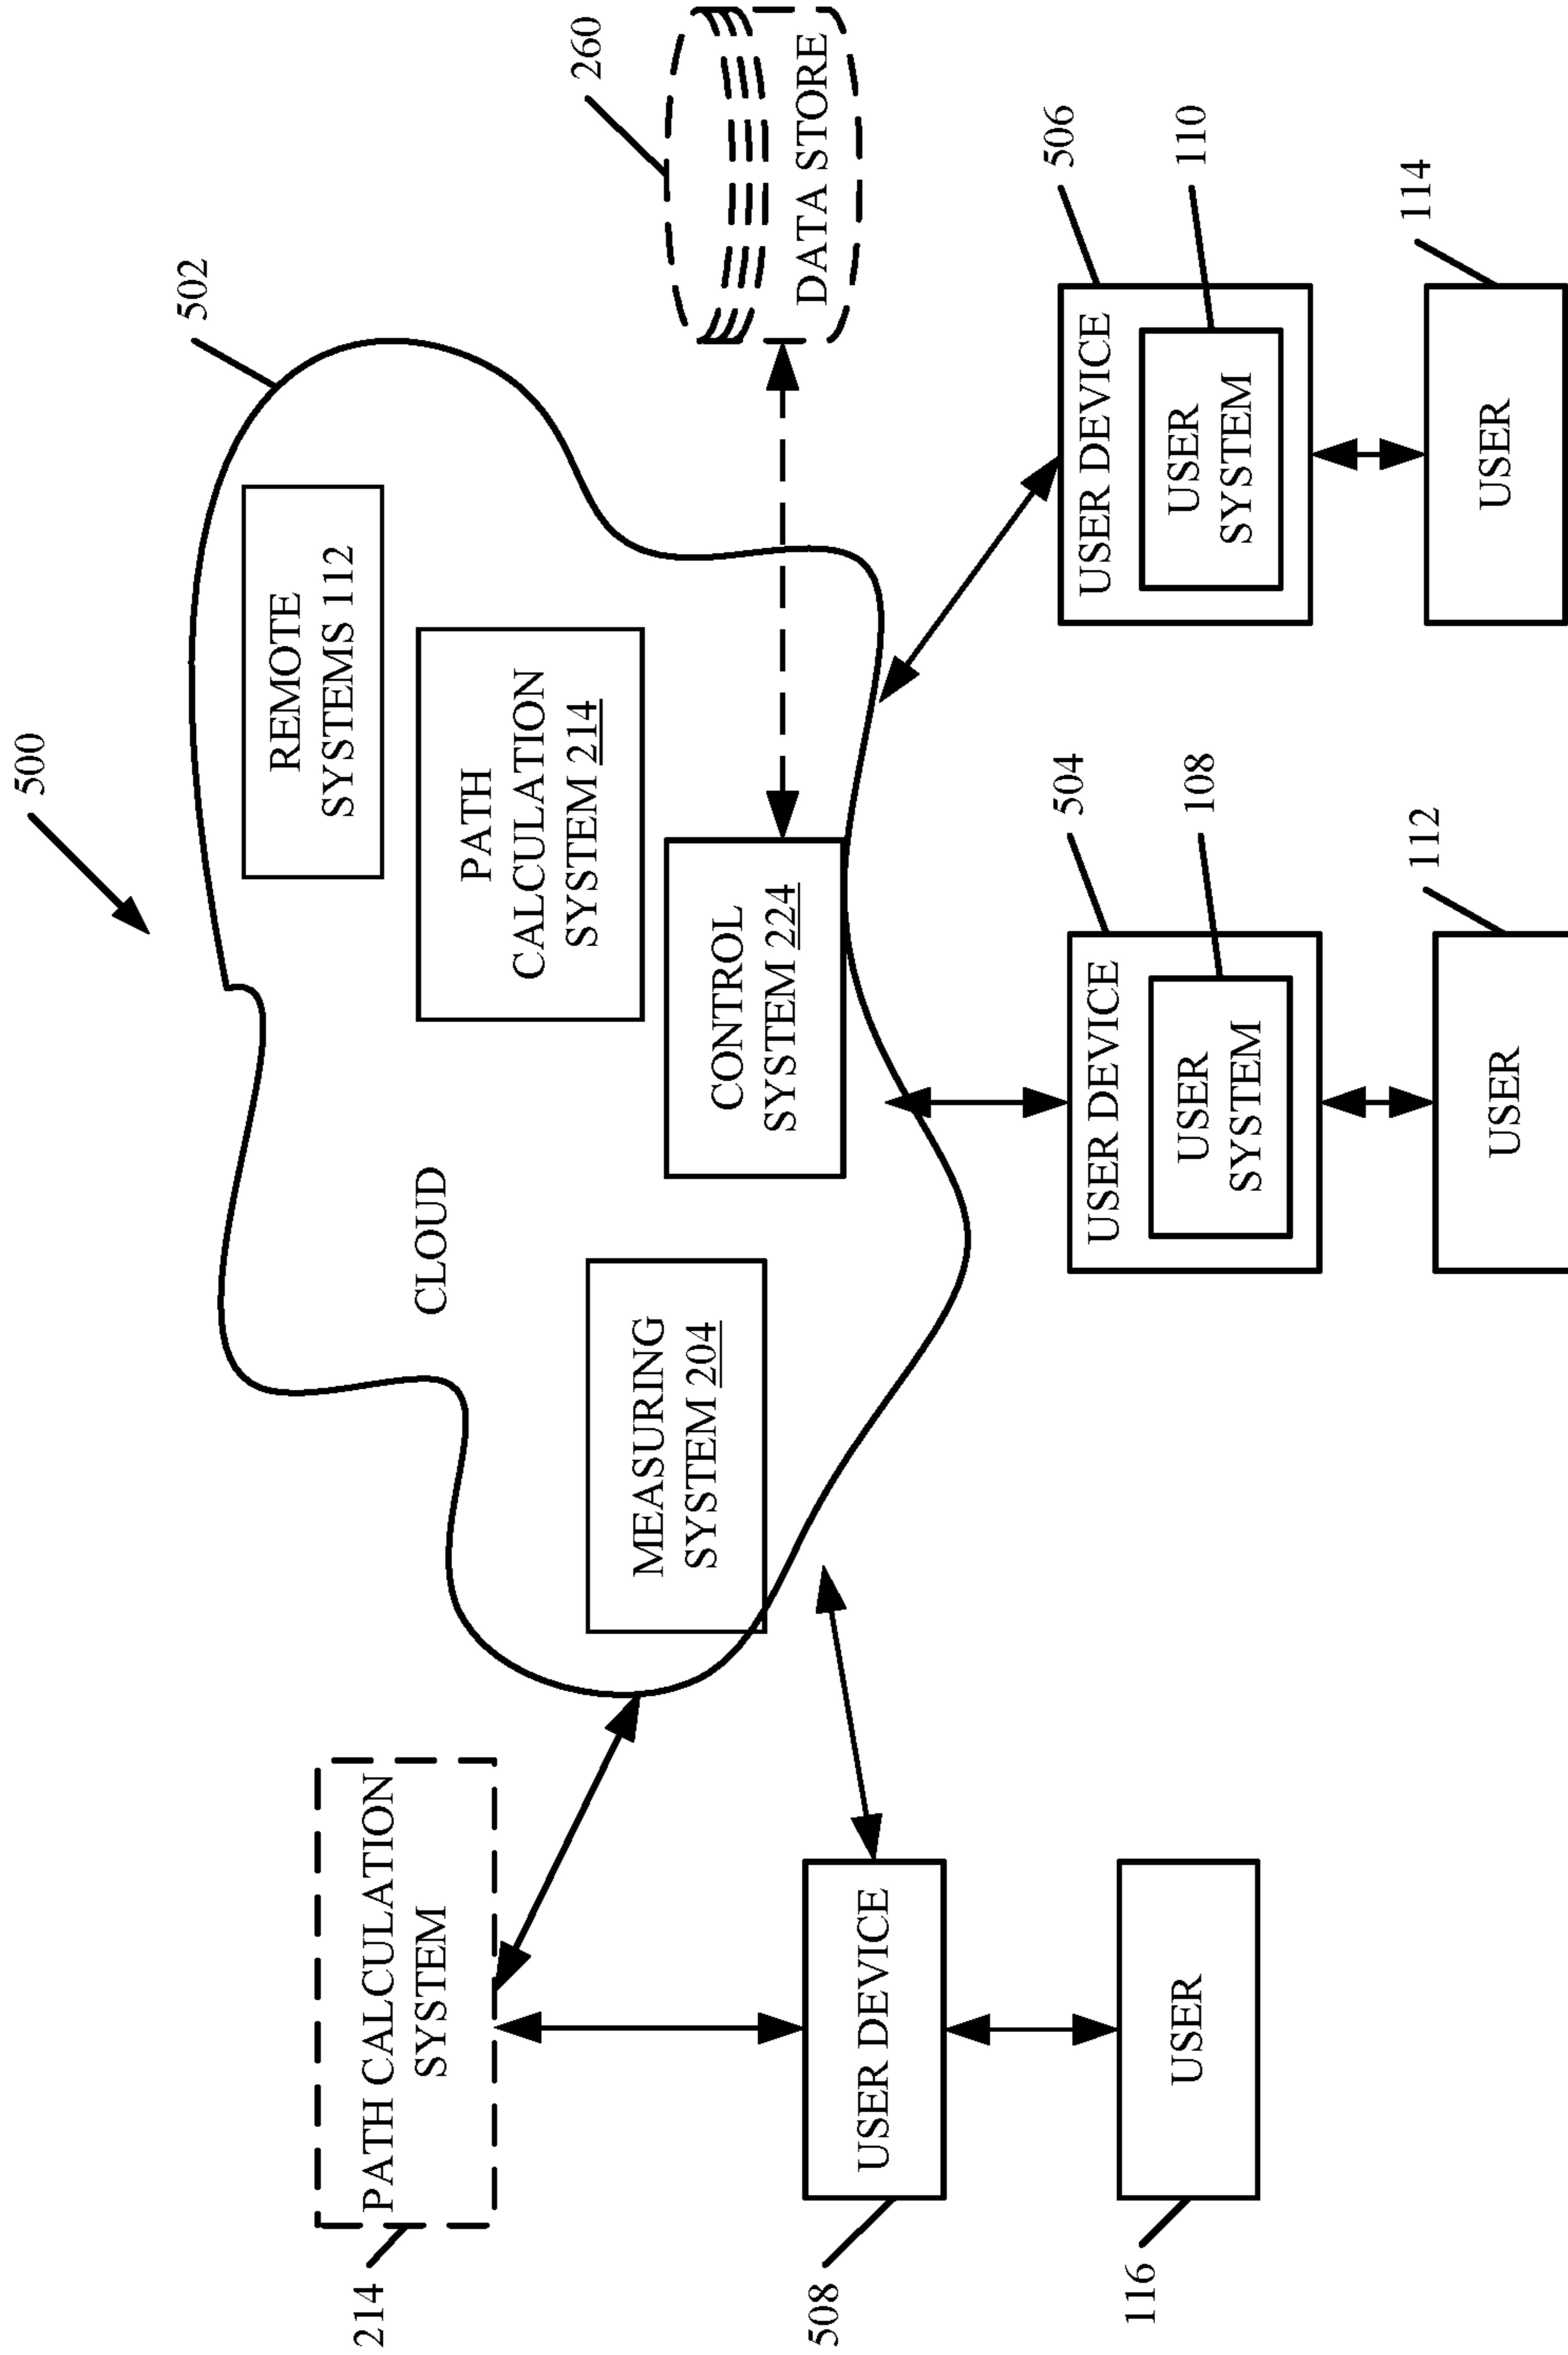 500
502
REMOTE
SYSTEMS 112
PATH
CALCULATION
SYSTEM 214
CLOUD
CONTROL
SYSTEM 224
MEASURING
SYSTEM 204
260
DATA STORE
214
PATH CALCULATION
SYSTEM
508
USER DEVICE
116
USER
504
USER DEVICE
108
USER
SYSTEM
112
USER
506
USER DEVICE
110
USER
SYSTEM
114
USER